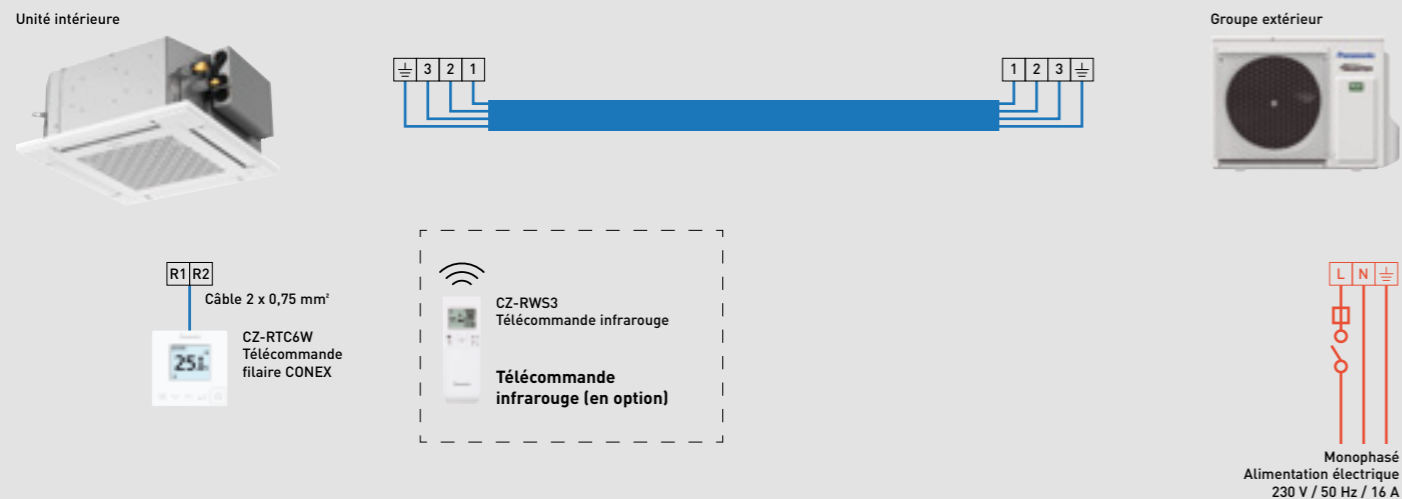 Unité intérieure
Groupe extérieur
⏚ 3 2 1
1 2 3 ⏚
Panasonic
R1 R2
Câble 2 x 0,75 mm²
CZ-RTC6W
Télécommande
filaire CONEX
CZ-RWS3
Télécommande infrarouge
Télécommande
infrarouge (en option)
L N ⏚
Monophasé
Alimentation électrique
230 V / 50 Hz / 16 A